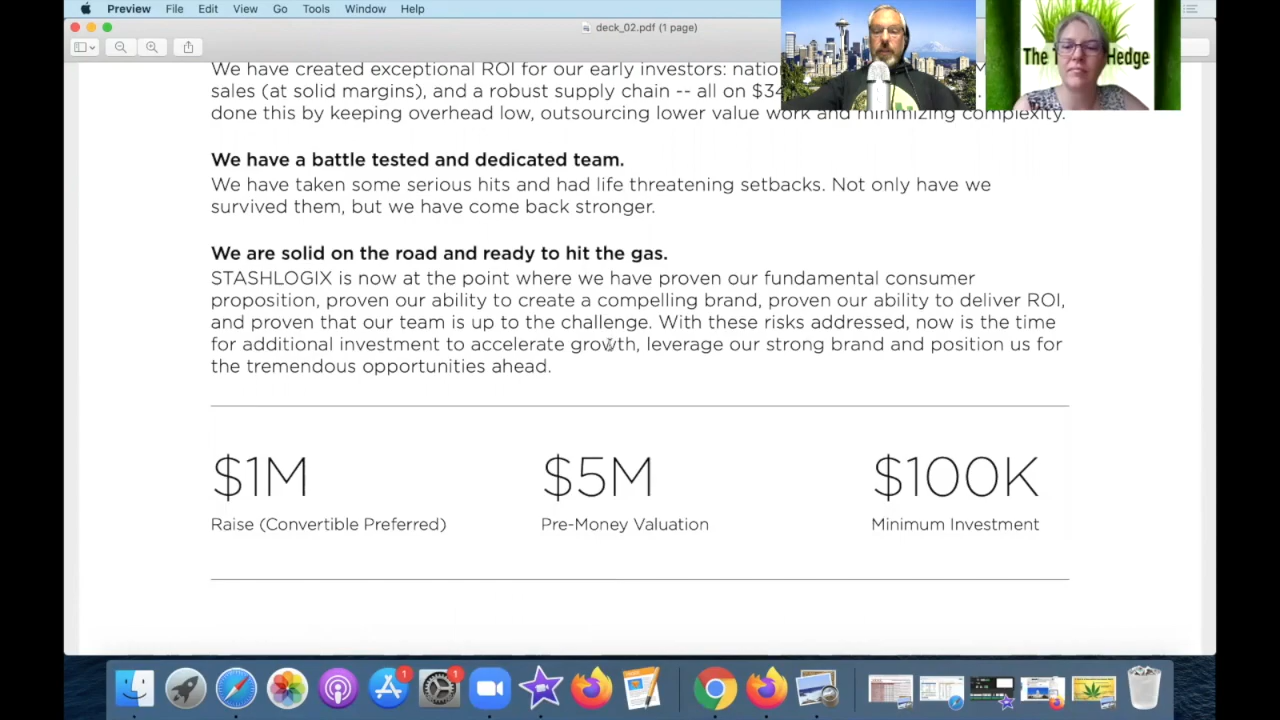 Preview File Edit View Go Tools Window Help
deck_02.pdf (1 page)
The Hedge
We have created exceptional ROI for our early investors:
sales (at solid margins), and a robust supply chain -- all on
done this by keeping overhead low, outsourcing lower value work and minimizing complexity.
We have a battle tested and dedicated team.
We have taken some serious hits and had life threatening setbacks. Not only have we
survived them, but we have come back stronger.
We are solid on the road and ready to hit the gas.
STASHLOGIX is now at the point where we have proven our fundamental consumer
proposition, proven our ability to create a compelling brand, proven our ability to deliver ROI,
and proven that our team is up to the challenge. With these risks addressed, now is the time
for additional investment to accelerate growth, leverage our strong brand and position us for
the tremendous opportunities ahead.
$1M
Raise (Convertible Preferred)
$5M
Pre-Money Valuation
$100K
Minimum Investment
1
1